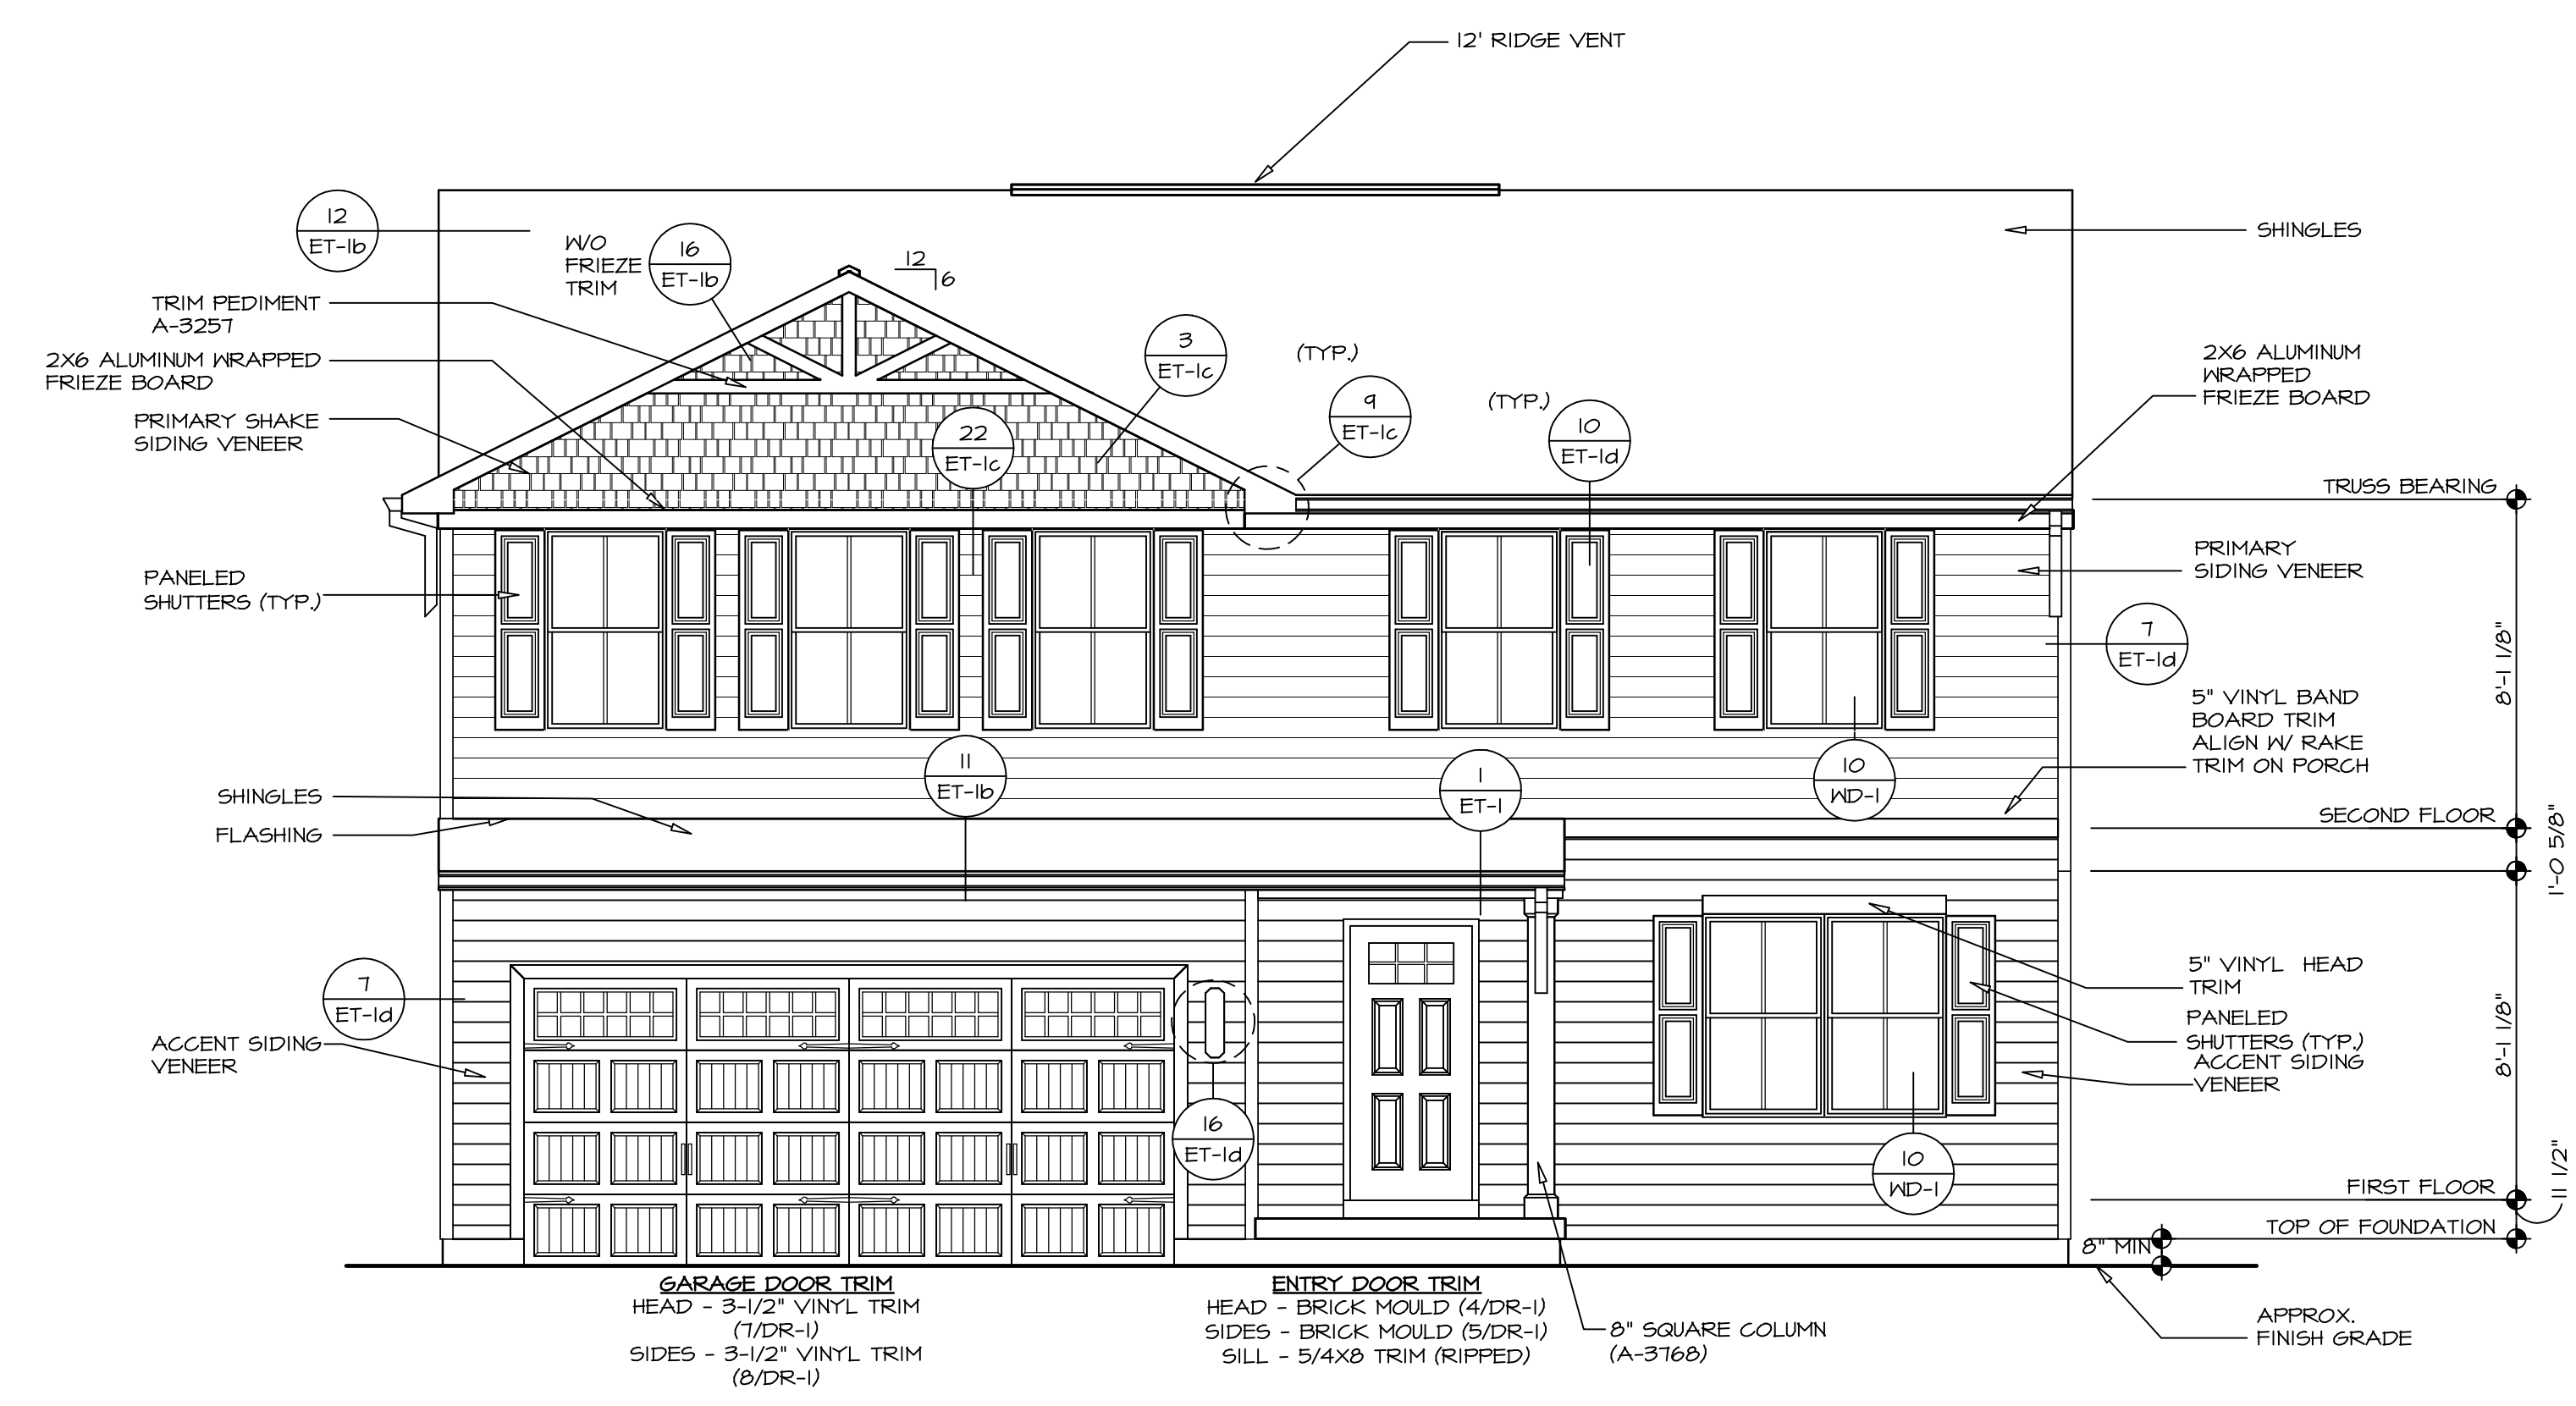 12' RIDGE VENT
12
ET-1b
SHINGLES
W/O
FRIEZE
TRIM
16
ET-1b
12
6
TRIM PEDIMENT
A-3257
2X6 ALUMINUM WRAPPED
FRIEZE BOARD
PRIMARY SHAKE
SIDING VENEER
3
ET-1c
(TYP.)
9
ET-1c
(TYP.)
10
ET-1d
22
ET-1c
2X6 ALUMINUM
WRAPPED
FRIEZE BOARD
TRUSS BEARING
PRIMARY
SIDING VENEER
PANELED
SHUTTERS (TYP.)
7
ET-1d
8'-1 1/8"
5" VINYL BAND
BOARD TRIM
ALIGN W/ RAKE
TRIM ON PORCH
11
ET-1b
1
ET-1
10
WD-1
SHINGLES
FLASHING
SECOND FLOOR
1'-0 5/8"
7
ET-1d
ACCENT SIDING
VENEER
5" VINYL HEAD
TRIM
PANELED
SHUTTERS (TYP.)
ACCENT SIDING
VENEER
8'-1 1/8"
16
ET-1d
10
WD-1
FIRST FLOOR
11 1/2"
TOP OF FOUNDATION
8" MIN
GARAGE DOOR TRIM
HEAD - 3-1/2" VINYL TRIM
(7/DR-1)
SIDES - 3-1/2" VINYL TRIM
(8/DR-1)
ENTRY DOOR TRIM
HEAD - BRICK MOULD (4/DR-1)
SIDES - BRICK MOULD (5/DR-1)
SILL - 5/4X8 TRIM (RIPPED)
8" SQUARE COLUMN
(A-3768)
APPROX.
FINISH GRADE